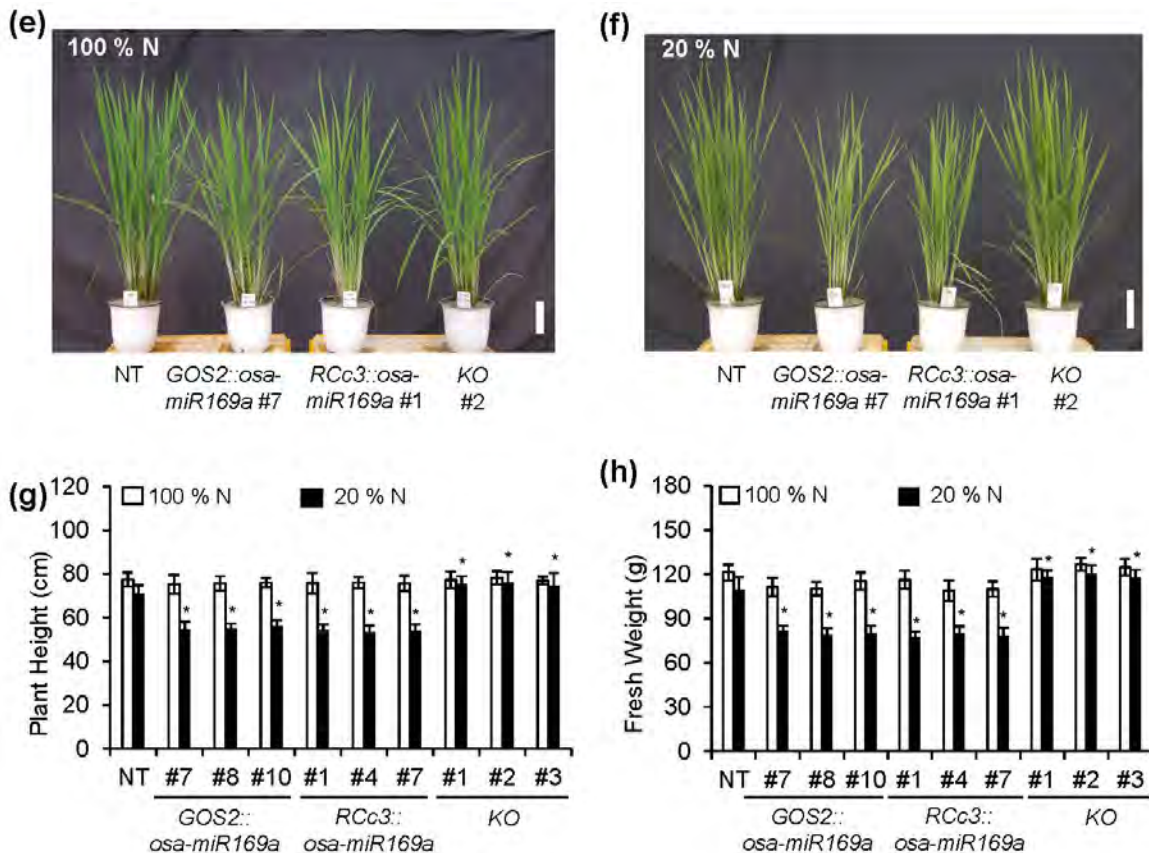 (e)
100 % N
NT
GOS2::osa-
miR169a #7
RCc3::osa-
miR169a #1
KO
#2
(f)
20 % N
NT
GOS2::osa-
miR169a #7
RCc3::osa-
miR169a #1
KO
#2
(g)
100 % N
20 % N
Plant Height (cm)
120
100
80
60
40
20
0
* * * * * * * * *
NT #7 #8 #10 #1 #4 #7 #1 #2 #3
GOS2::
osa-miR169a
RCc3::
osa-miR169a
KO
(h)
100 % N
20 % N
Fresh Weight (g)
180
150
120
90
60
30
0
* * * * * * * * *
NT #7 #8 #10 #1 #4 #7 #1 #2 #3
GOS2::
osa-miR169a
RCc3::
osa-miR169a
KO